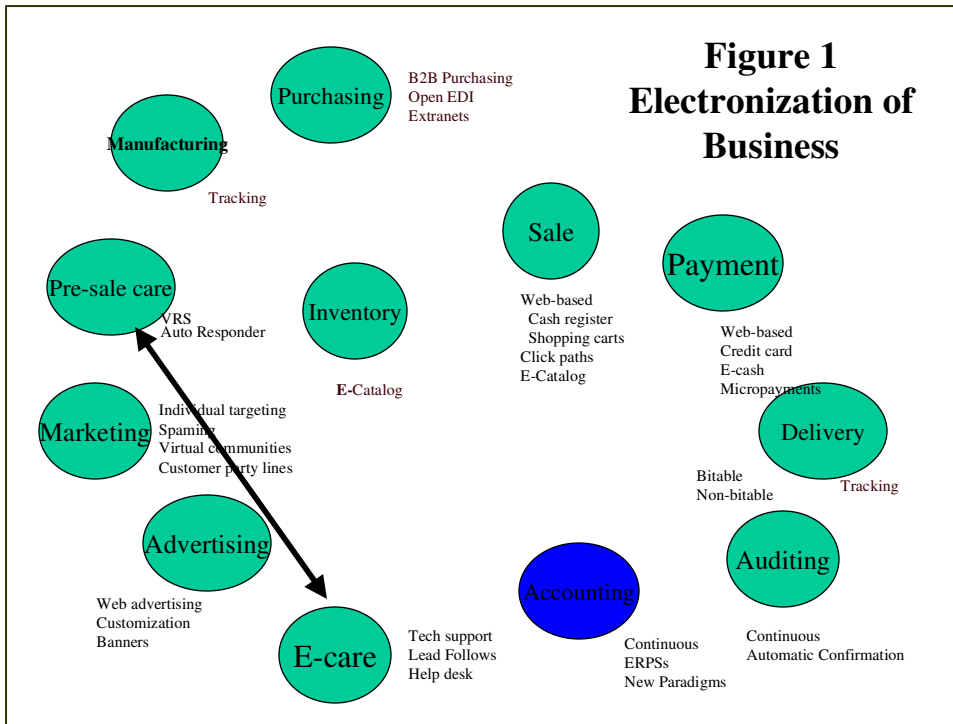 Figure 1
Electronization of
Business
Purchasing
B2B Purchasing
Open EDI
Extranets
Manufacturing
Tracking
Sale
Web-based
Cash register
Shopping carts
Click paths
E-Catalog
Payment
Web-based
Credit card
E-cash
Micropayments
Pre-sale care
VRS
Auto Responder
Inventory
E-Catalog
Marketing
Individual targeting
Spaming
Virtual communities
Customer party lines
Delivery
Bitable
Non-bitable
Tracking
Advertising
Web advertising
Customization
Banners
E-care
Tech support
Lead Follows
Help desk
Accounting
Continuous
ERPSs
New Paradigms
Auditing
Continuous
Automatic Confirmation